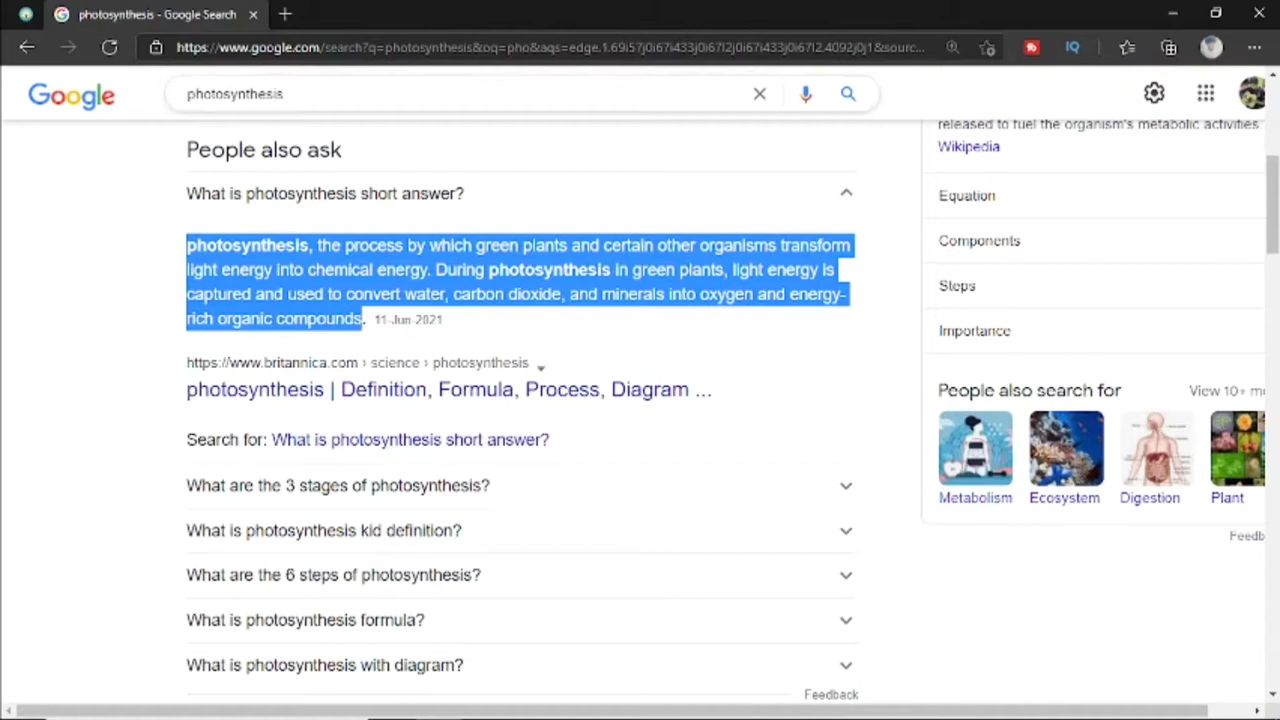 photosynthesis - Google Search
https://www.google.com/search?q=photosynthesis&oq=pho&aqs=edge.1.69i57j0i67i433j0i67l2j0i67i433j0i67l2.4092j0j1&sourc...
IQ
Google
photosynthesis
People also ask
What is photosynthesis short answer?
photosynthesis, the process by which green plants and certain other organisms transform
light energy into chemical energy. During photosynthesis in green plants, light energy is
captured and used to convert water, carbon dioxide, and minerals into oxygen and energy-
rich organic compounds. 11-Jun-2021
https://www.britannica.com › science › photosynthesis
photosynthesis | Definition, Formula, Process, Diagram ...
Search for: What is photosynthesis short answer?
What are the 3 stages of photosynthesis?
What is photosynthesis kid definition?
What are the 6 steps of photosynthesis?
What is photosynthesis formula?
What is photosynthesis with diagram?
Feedback
released to fuel the organism's metabolic activities
Wikipedia
Equation
Components
Steps
Importance
People also search for
View 10+ m
Metabolism Ecosystem Digestion Plant
Feedb